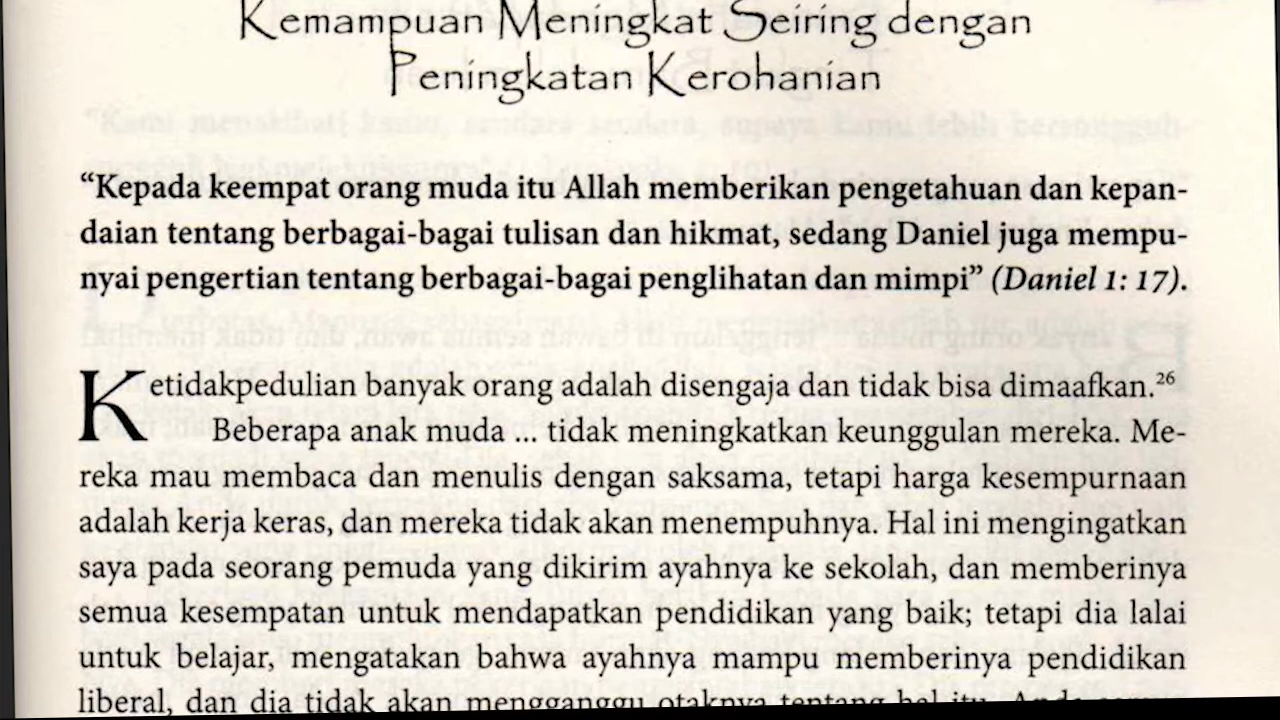 Kemampuan Meningkat Seiring dengan
Peningkatan Kerohanian
“Kepada keempat orang muda itu Allah memberikan pengetahuan dan kepan-
daian tentang berbagai-bagai tulisan dan hikmat, sedang Daniel juga mempu-
nyai pengertian tentang berbagai-bagai penglihatan dan mimpi” (Daniel 1: 17).
Ketidakpedulian banyak orang adalah disengaja dan tidak bisa dimaafkan.²⁶
Beberapa anak muda ... tidak meningkatkan keunggulan mereka. Me-
reka mau membaca dan menulis dengan saksama, tetapi harga kesempurnaan
adalah kerja keras, dan mereka tidak akan menempuhnya. Hal ini mengingatkan
saya pada seorang pemuda yang dikirim ayahnya ke sekolah, dan memberinya
semua kesempatan untuk mendapatkan pendidikan yang baik; tetapi dia lalai
untuk belajar, mengatakan bahwa ayahnya mampu memberinya pendidikan
liberal, dan dia tidak akan mengganggu otaknya tentang hal itu.